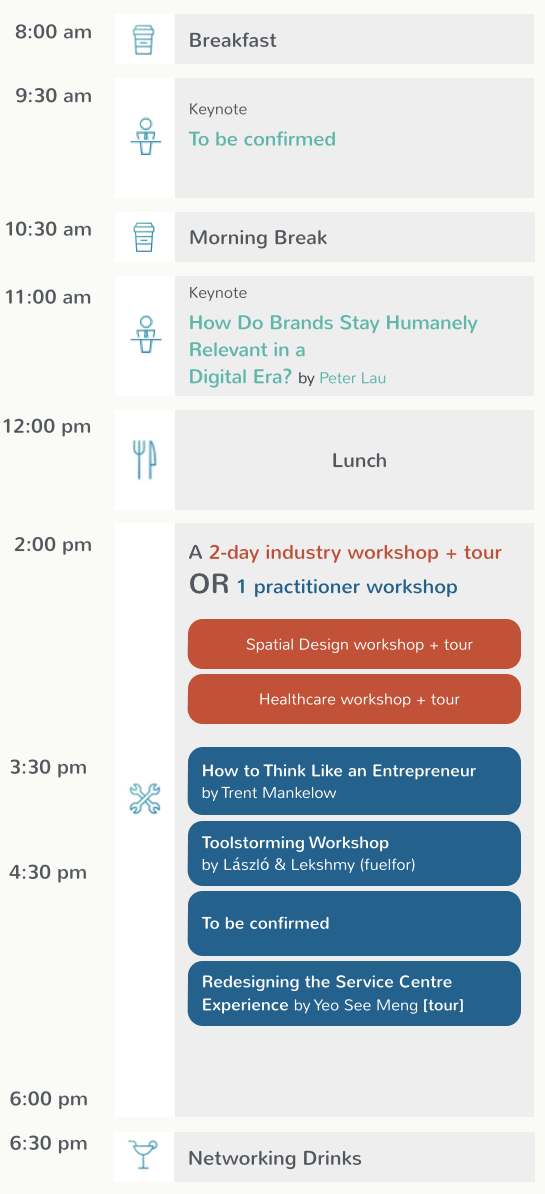 8:00 am
Breakfast
9:30 am
Keynote
To be confirmed
10:30 am
Morning Break
11:00 am
Keynote
How Do Brands Stay Humanely
Relevant in a
Digital Era? by Peter Lau
12:00 pm
Lunch
2:00 pm
A 2-day industry workshop + tour
OR 1 practitioner workshop
Spatial Design workshop + tour
Healthcare workshop + tour
3:30 pm
How to Think Like an Entrepreneur
by Trent Mankelow
Toolstorming Workshop
by László & Lekshmy (fuelfor)
4:30 pm
To be confirmed
Redesigning the Service Centre
Experience by Yeo See Meng [tour]
6:00 pm
6:30 pm
Networking Drinks